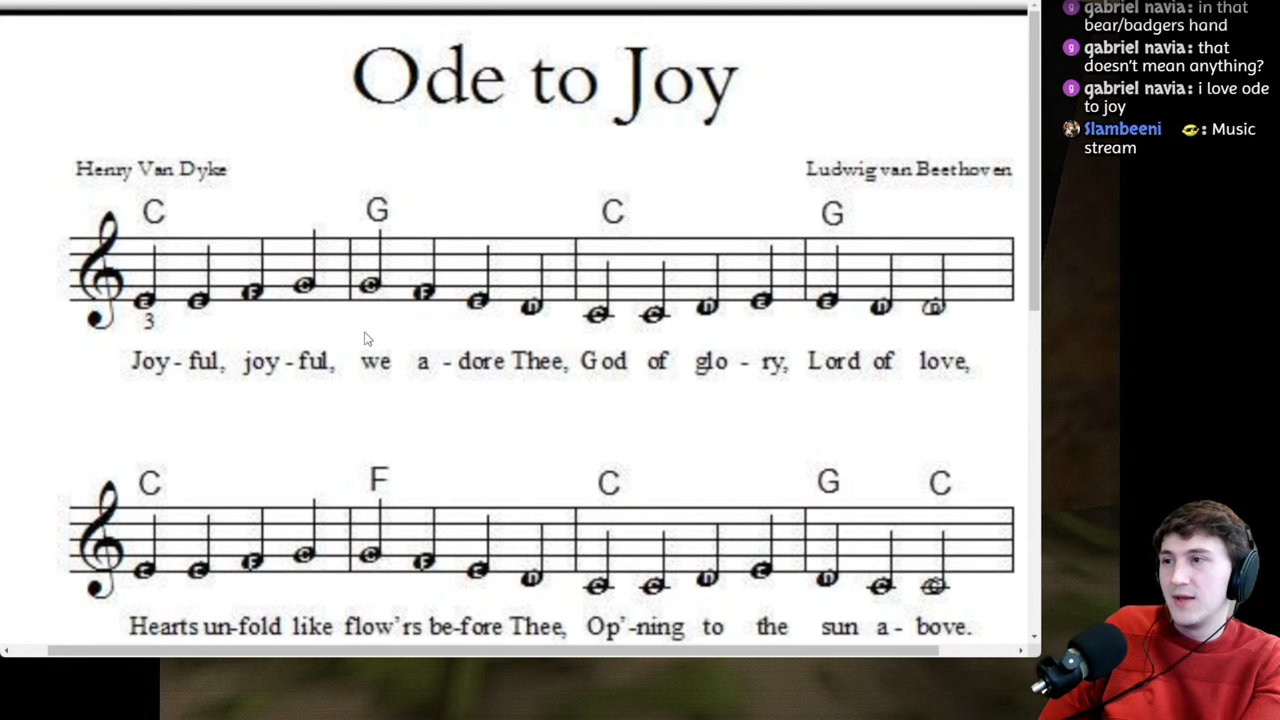 Ode to Joy
Henry Van Dyke
Ludwig van Beethoven
C G C G
E E F G G F E D C C D E E D D
3
Joy - ful, joy - ful, we a - dore Thee, God of glo - ry, Lord of love,
C F C G C
E E F G G F E D C C D E D C C
Hearts un-fold like flow'rs be-fore Thee, Op'-ning to the sun a - bove.
gabriel navia: in that
bear/badgers hand
gabriel navia: that
doesn't mean anything?
gabriel navia: i love ode
to joy
Slambeeni : Music
stream